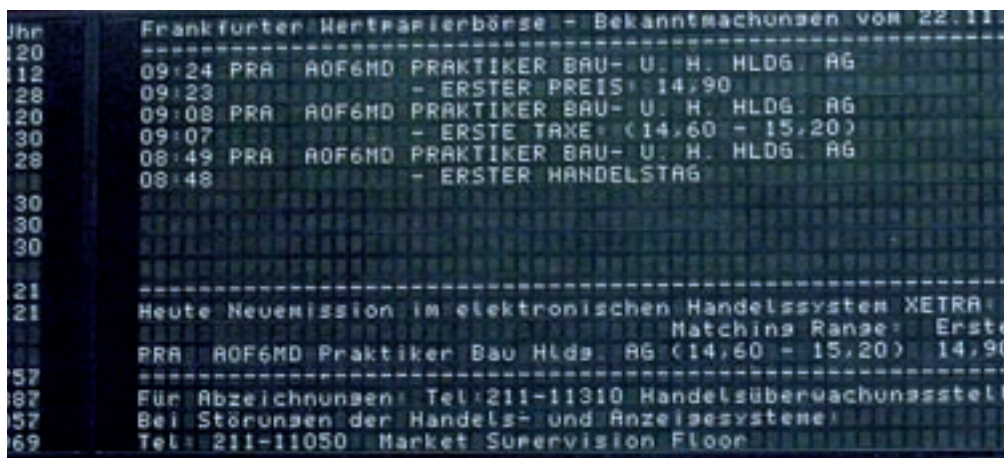 Uhr Frankfurter Wertpapierbörse - Bekanntmachungen vom 22.11
120 ------------------------------------------------------------
112 09:24 PRA A0F6MD PRAKTIKER BAU- U. H. HLDG. AG
28 09:23 - ERSTER PREIS: 14,90
120 09:08 PRA A0F6MD PRAKTIKER BAU- U. H. HLDG. AG
30 09:07 - ERSTE TAXE: (14,60 - 15,20)
28 08:49 PRA A0F6MD PRAKTIKER BAU- U. H. HLDG. AG
08:48 - ERSTER HANDELSTAG
30
30
30
21 ------------------------------------------------------------
21 Heute Neuemission im elektronischen Handelssystem XETRA:
Matching Range: Erst
PRA A0F6MD Praktiker Bau Hldg. AG (14,60 - 15,20) 14,90
757 ------------------------------------------------------------
887 Für Abzeichnungen: Tel:211-11310 Handelsüberwachungsstell
057 Bei Störungen der Handels- und Anzeigesysteme:
069 Tel: 211-11050 Market Supervision Floor